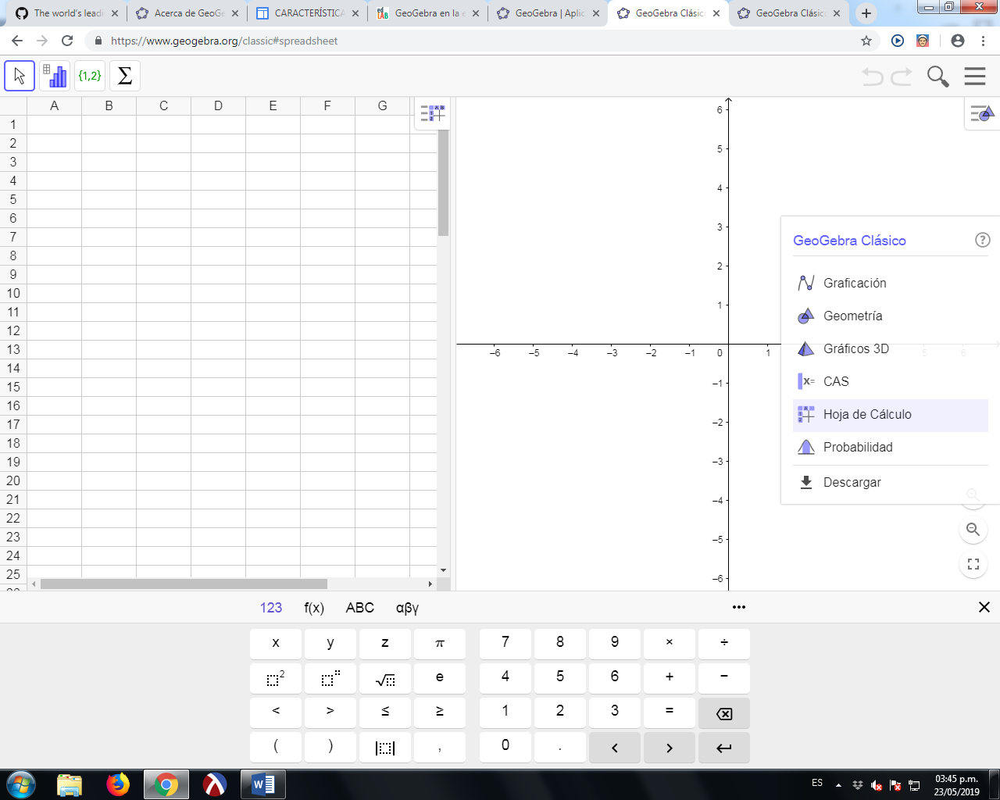 The world's leadi
Acerca de GeoGe
CARACTERÍSTICA
GeoGebra en la e
GeoGebra | Aplic
GeoGebra Clásico
GeoGebra Clásico
https://www.geogebra.org/classic#spreadsheet
{1,2} Σ
A B C D E F G
1
2
3
4
5
6
7
8
9
10
11
12
13
14
15
16
17
18
19
20
21
22
23
24
25
6
5
4
3
2
1
–6 –5 –4 –3 –2 –1 0 1 5 6
–1
–2
–3
–4
–5
–6
GeoGebra Clásico
Graficación
Geometría
Gráficos 3D
CAS
Hoja de Cálculo
Probabilidad
Descargar
123 f(x) ABC αβγ
x y z π 7 8 9 × ÷
2 √ e 4 5 6 + −
< > ≤ ≥ 1 2 3 =
( ) | | , 0 . < >
ES
03:45 p.m.
23/05/2019